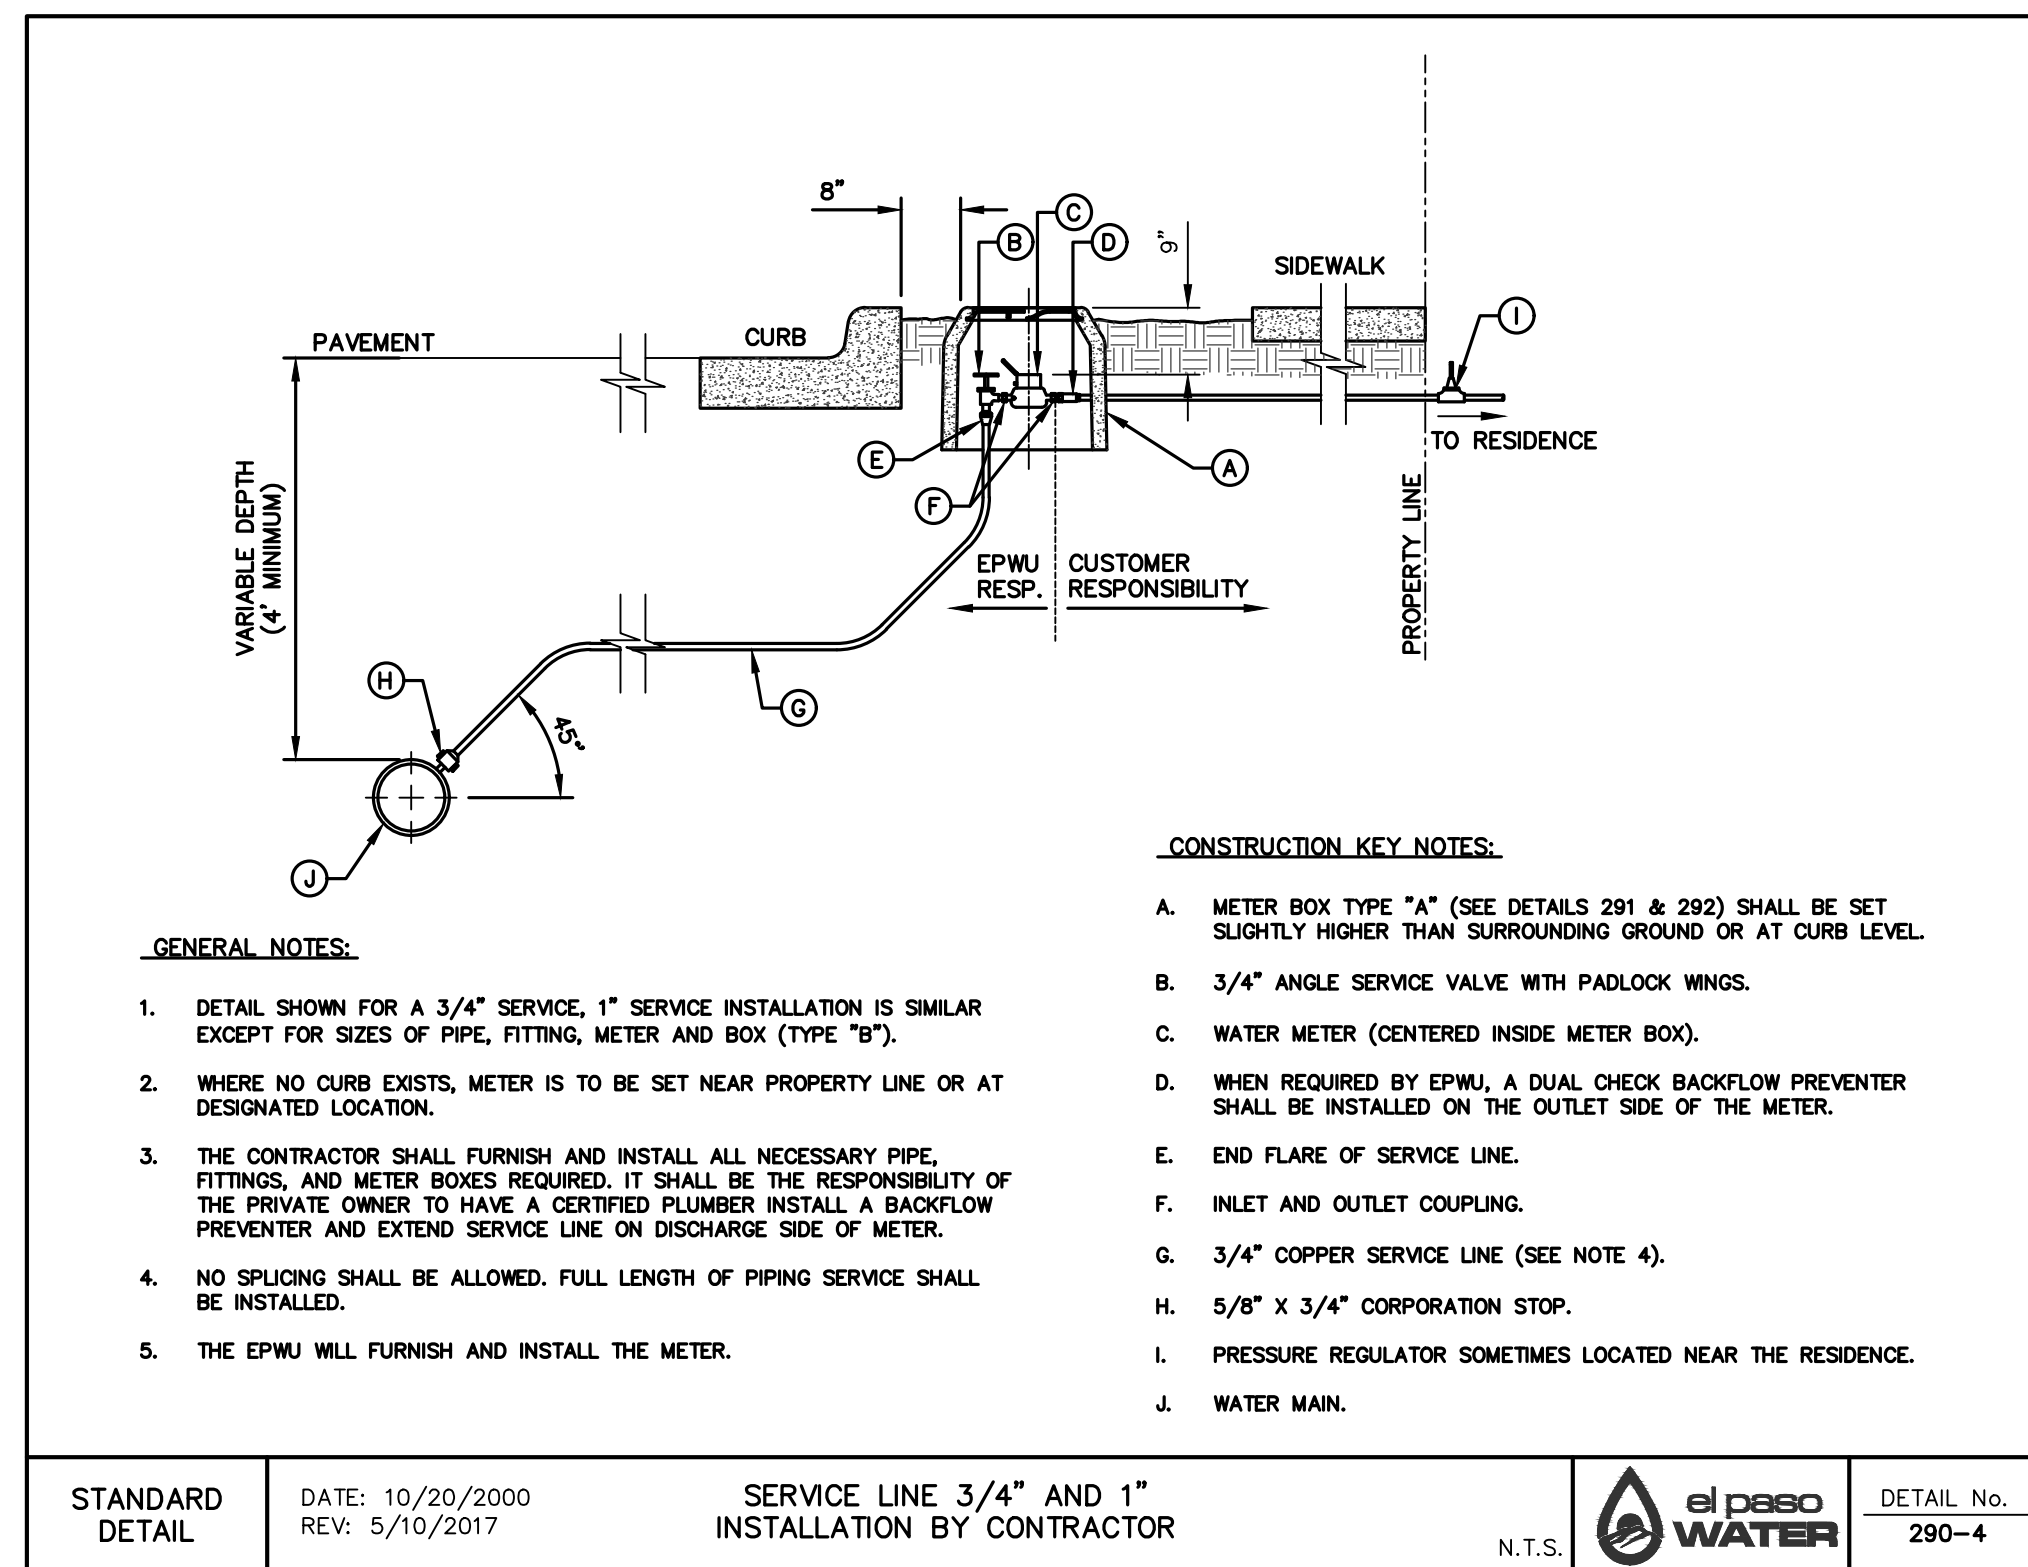 8"
C
B
D
9"
SIDEWALK
I
PAVEMENT
CURB
TO RESIDENCE
E
A
F
VARIABLE DEPTH
(4' MINIMUM)
PROPERTY LINE
EPWU
RESP.
CUSTOMER
RESPONSIBILITY
H
G
45°
J
GENERAL NOTES:
1. DETAIL SHOWN FOR A 3/4" SERVICE, 1" SERVICE INSTALLATION IS SIMILAR
EXCEPT FOR SIZES OF PIPE, FITTING, METER AND BOX (TYPE "B").
2. WHERE NO CURB EXISTS, METER IS TO BE SET NEAR PROPERTY LINE OR AT
DESIGNATED LOCATION.
3. THE CONTRACTOR SHALL FURNISH AND INSTALL ALL NECESSARY PIPE,
FITTINGS, AND METER BOXES REQUIRED. IT SHALL BE THE RESPONSIBILITY OF
THE PRIVATE OWNER TO HAVE A CERTIFIED PLUMBER INSTALL A BACKFLOW
PREVENTER AND EXTEND SERVICE LINE ON DISCHARGE SIDE OF METER.
4. NO SPLICING SHALL BE ALLOWED. FULL LENGTH OF PIPING SERVICE SHALL
BE INSTALLED.
5. THE EPWU WILL FURNISH AND INSTALL THE METER.
CONSTRUCTION KEY NOTES:
A. METER BOX TYPE "A" (SEE DETAILS 291 & 292) SHALL BE SET
SLIGHTLY HIGHER THAN SURROUNDING GROUND OR AT CURB LEVEL.
B. 3/4" ANGLE SERVICE VALVE WITH PADLOCK WINGS.
C. WATER METER (CENTERED INSIDE METER BOX).
D. WHEN REQUIRED BY EPWU, A DUAL CHECK BACKFLOW PREVENTER
SHALL BE INSTALLED ON THE OUTLET SIDE OF THE METER.
E. END FLARE OF SERVICE LINE.
F. INLET AND OUTLET COUPLING.
G. 3/4" COPPER SERVICE LINE (SEE NOTE 4).
H. 5/8" X 3/4" CORPORATION STOP.
I. PRESSURE REGULATOR SOMETIMES LOCATED NEAR THE RESIDENCE.
J. WATER MAIN.
STANDARD
DETAIL
DATE: 10/20/2000
REV: 5/10/2017
SERVICE LINE 3/4" AND 1"
INSTALLATION BY CONTRACTOR
N.T.S.
el paso
WATER
DETAIL No.
290-4